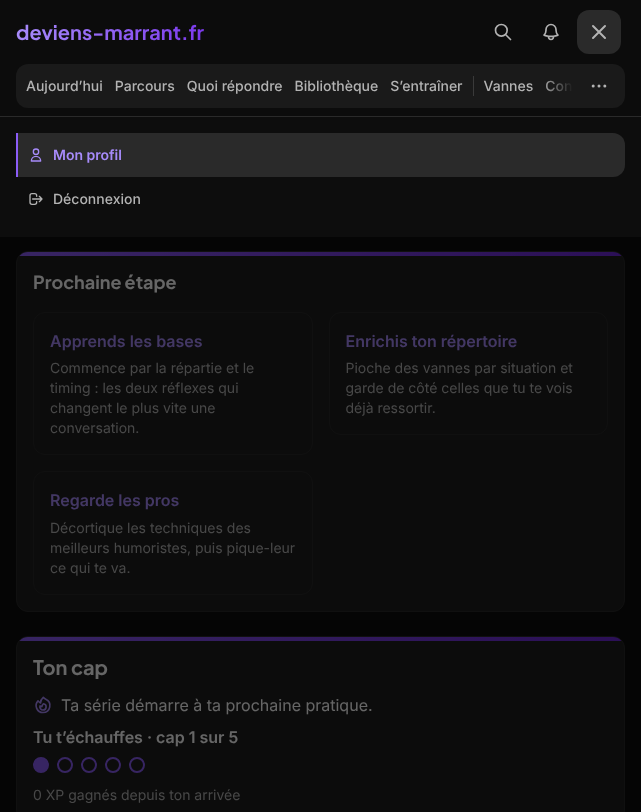 deviens-marrant.fr
Aujourd'hui Parcours Quoi répondre Bibliothèque S'entraîner Vannes Con
Mon profil
Déconnexion
Prochaine étape
Apprends les bases
Commence par la répartie et le
timing : les deux réflexes qui
changent le plus vite une
conversation.
Enrichis ton répertoire
Pioche des vannes par situation et
garde de côté celles que tu te vois
déjà ressortir.
Regarde les pros
Décortique les techniques des
meilleurs humoristes, puis pique-leur
ce qui te va.
Ton cap
Ta série démarre à ta prochaine pratique.
Tu t'échauffes · cap 1 sur 5
0 XP gagnés depuis ton arrivée